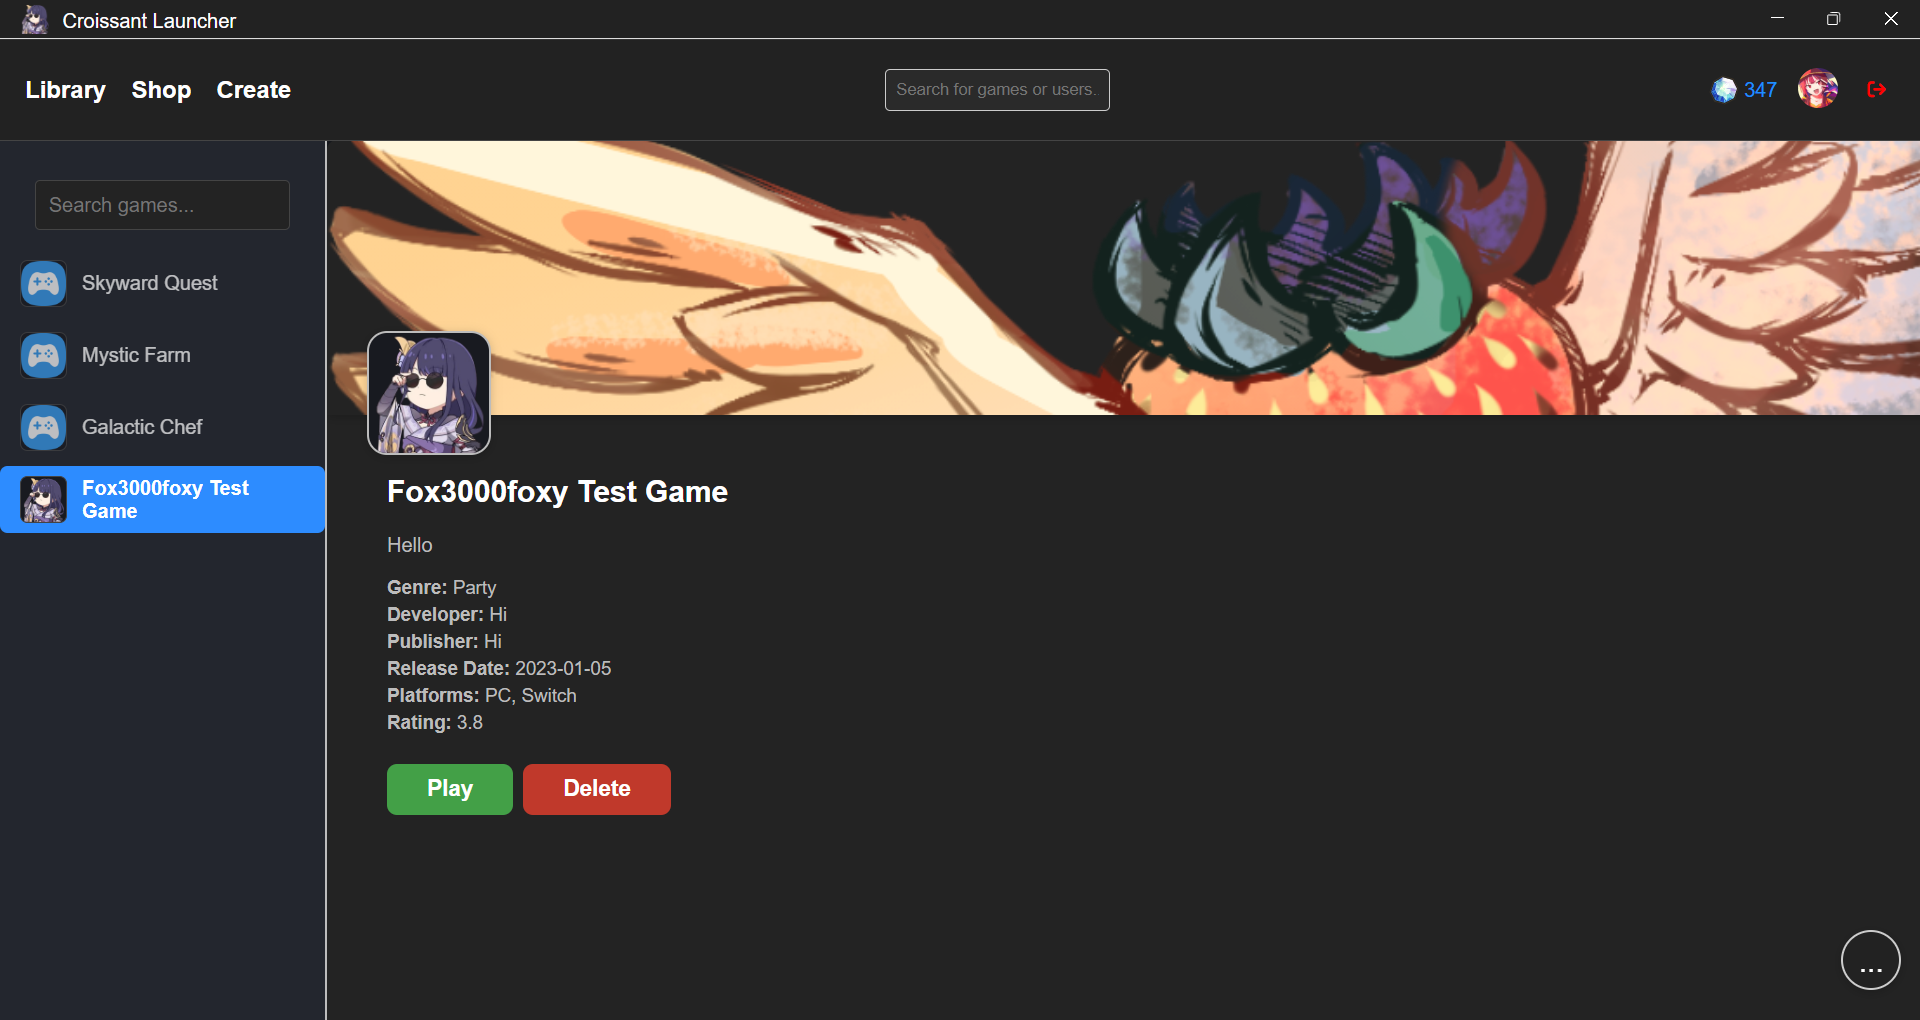 Croissant Launcher
Library Shop Create
Search for games or users.
347
Search games...
Skyward Quest
Mystic Farm
Galactic Chef
Fox3000foxy Test
Game
Fox3000foxy Test Game
Hello
Genre: Party
Developer: Hi
Publisher: Hi
Release Date: 2023-01-05
Platforms: PC, Switch
Rating: 3.8
Play Delete
...